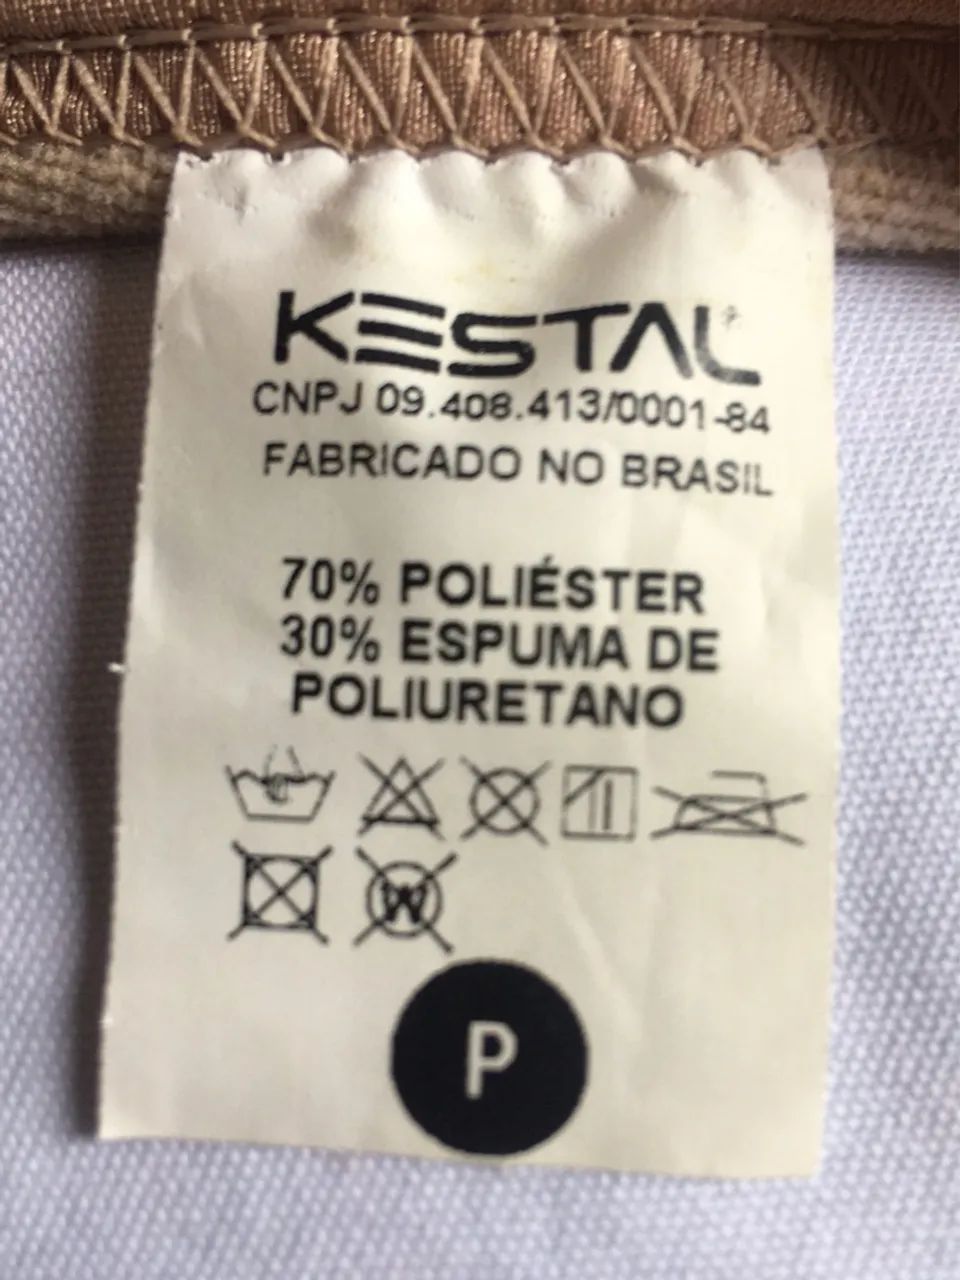 KESTAL
CNPJ 09.408.413/0001-84
FABRICADO NO BRASIL
70% POLIÉSTER
30% ESPUMA DE
POLIURETANO
W
P